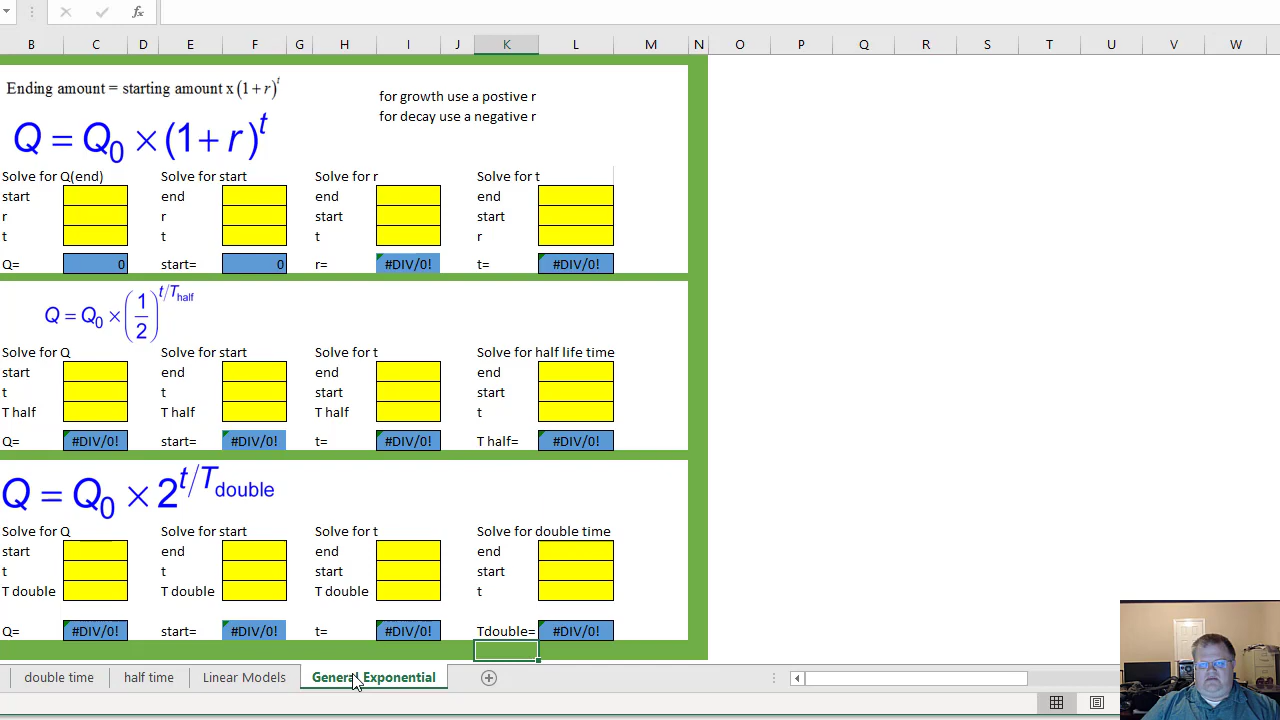 fx
B C D E F G H I J K L M N O P Q R S T U V W
Ending amount = starting amount x (1 + r)^t
for growth use a postive r
for decay use a negative r
Q = Q₀ × (1 + r)^t
Solve for Q(end) Solve for start Solve for r Solve for t
start end end end
r r start start
t t t r
Q= 0 start= 0 r= #DIV/0! t= #DIV/0!
Q = Q₀ × (1/2)^t/T half
Solve for Q Solve for start Solve for t Solve for half life time
start end end end
t t start start
T half T half T half t
Q= #DIV/0! start= #DIV/0! t= #DIV/0! T half= #DIV/0!
Q = Q₀ × 2^t/T double
Solve for Q Solve for start Solve for t Solve for double time
start end end end
t t start start
T double T double T double t
Q= #DIV/0! start= #DIV/0! t= #DIV/0! Tdouble= #DIV/0!
double time half time Linear Models General Exponential